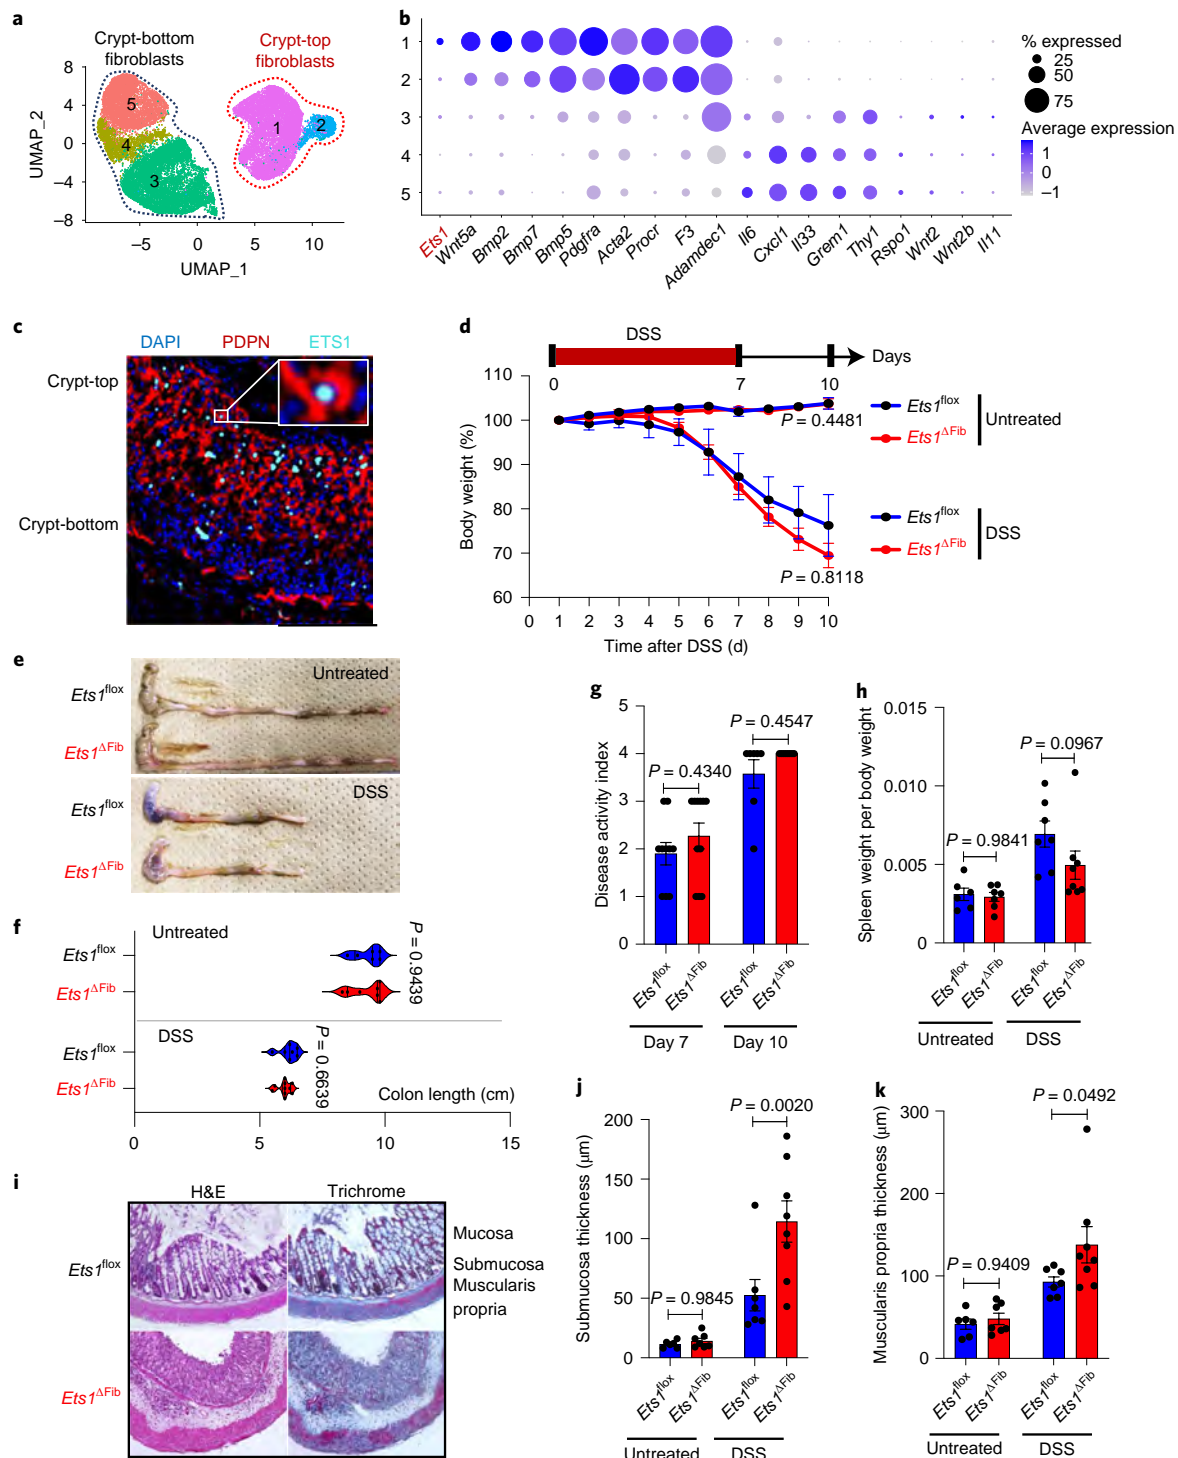 a
Crypt-bottom
fibroblasts
Crypt-top
fibroblasts
8
4
0
−4
−8
UMAP_2
5
4
3
1
2
−5
0
5
10
UMAP_1
b
1
2
3
4
5
Ets1
Wnt5a
Bmp2
Bmp7
Bmp5
Pdgfra
Acta2
Procr
F3
Adamdec1
Il6
Cxcl1
Il33
Grem1
Thy1
Rspo1
Wnt2
Wnt2b
Il11
% expressed
25
50
75
Average expression
1
0
−1
c
DAPI PDPN ETS1
Crypt-top
Crypt-bottom
d
DSS
Days
0
7
10
110
100
90
80
70
60
Body weight (%)
P = 0.4481
P = 0.8118
0 1 2 3 4 5 6 7 8 9 10
Time after DSS (d)
Ets1flox
Ets1ΔFib
Untreated
Ets1flox
Ets1ΔFib
DSS
e
Untreated
Ets1flox
Ets1ΔFib
DSS
Ets1flox
Ets1ΔFib
f
Untreated
Ets1flox
Ets1ΔFib
P = 0.9439
DSS
Ets1flox
Ets1ΔFib
P = 0.6639
Colon length (cm)
0 5 10 15
g
5
4
3
2
1
0
Disease activity index
P = 0.4340
P = 0.4547
Ets1flox
Ets1ΔFib
Ets1flox
Ets1ΔFib
Day 7
Day 10
h
0.015
0.010
0.005
0
Spleen weight per body weight
P = 0.9841
P = 0.0967
Ets1flox
Ets1ΔFib
Ets1flox
Ets1ΔFib
Untreated
DSS
i
H&E
Trichrome
Ets1flox
Ets1ΔFib
Mucosa
Submucosa
Muscularis
propria
j
200
150
100
50
0
Submucosa thickness (μm)
P = 0.9845
P = 0.0020
Ets1flox
Ets1ΔFib
Ets1flox
Ets1ΔFib
Untreated
DSS
k
300
200
100
0
Muscularis propria thickness (μm)
P = 0.9409
P = 0.0492
Ets1flox
Ets1ΔFib
Ets1flox
Ets1ΔFib
Untreated
DSS